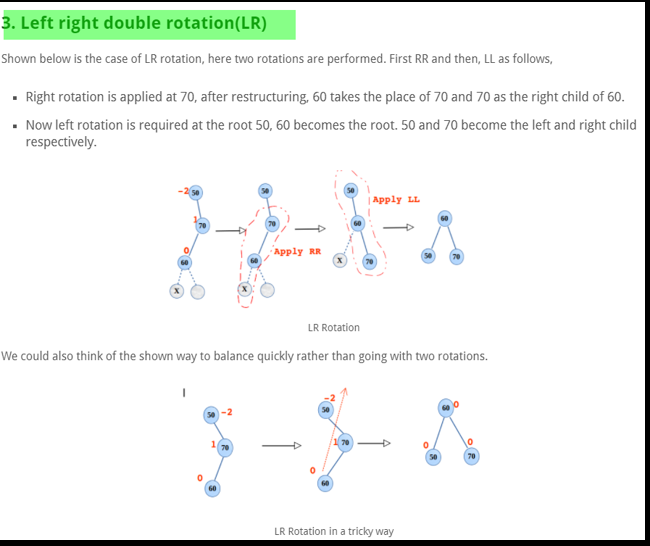 3. Left right double rotation(LR)
Shown below is the case of LR rotation, here two rotations are performed. First RR and then, LL as follows,
▪ Right rotation is applied at 70, after restructuring, 60 takes the place of 70 and 70 as the right child of 60.
▪ Now left rotation is required at the root 50, 60 becomes the root. 50 and 70 become the left and right child
respectively.
-2 50 50 50
Apply LL
1 70 70 60 60
0
60 60 Apply RR X 70 50 70
X X
LR Rotation
We could also think of the shown way to balance quickly rather than going with two rotations.
50 -2 -2 50 60 0
1 70 1 70 0 0
0 60 0 60 50 70
LR Rotation in a tricky way